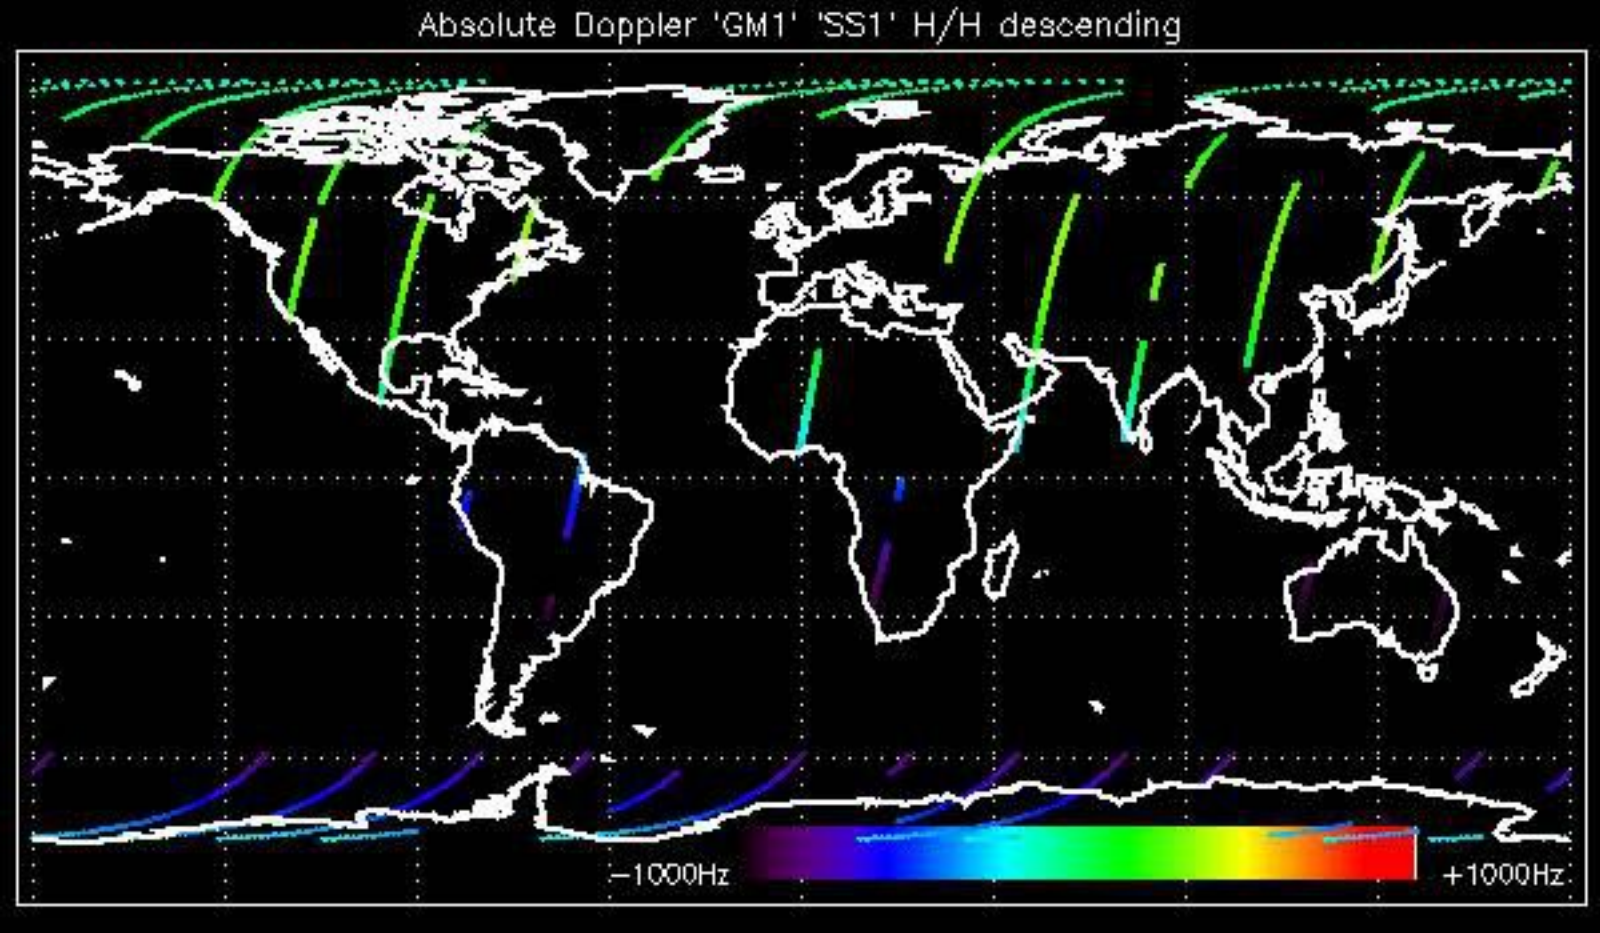 Absolute Doppler 'GM1' 'SS1' H/H descending
−1000Hz +1000Hz